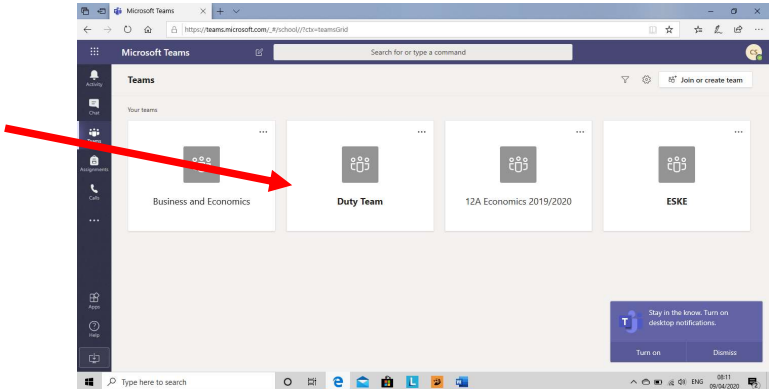 Microsoft Teams
https://teams.microsoft.com/_#/school//?ctx=teamsGrid
Microsoft Teams
Search for or type a command
CS
Activity
Chat
Teams
Assignments
Calls
Apps
Help
Teams
Join or create team
Your teams
Business and Economics
Duty Team
12A Economics 2019/2020
ESKE
T
Stay in the know. Turn on
desktop notifications.
Turn on
Dismiss
Type here to search
ENG
08:11
09/04/2020